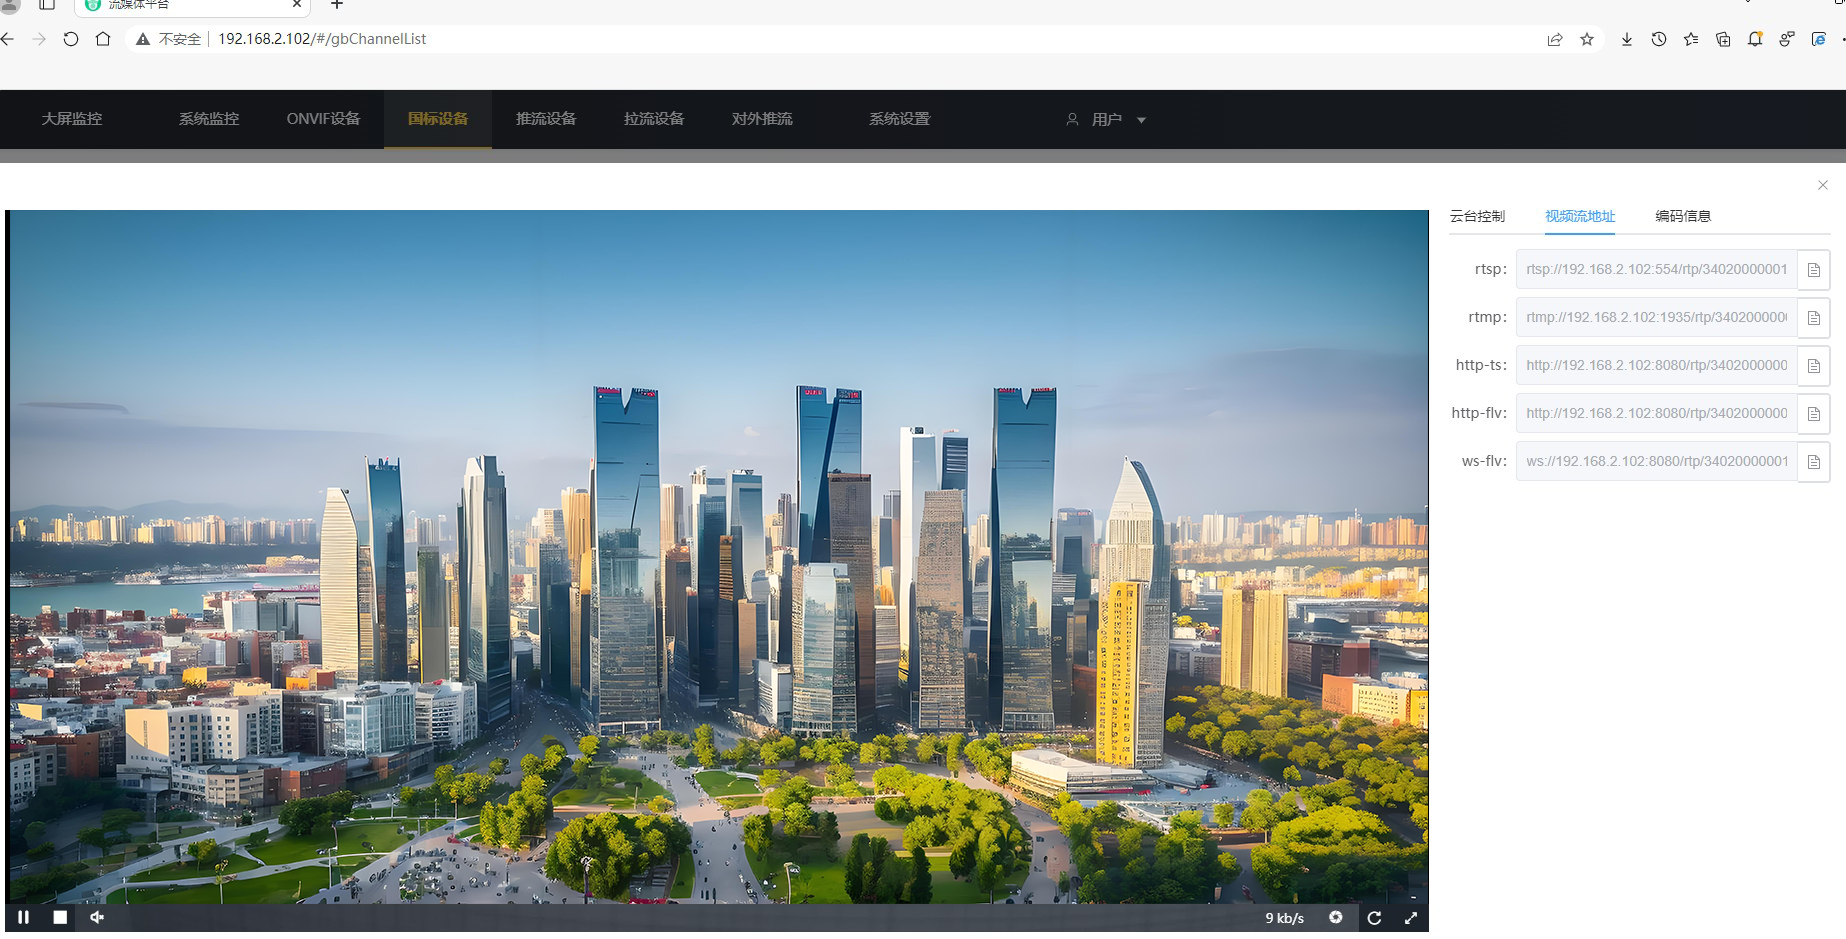 流媒体平台
不安全 192.168.2.102/#/gbChannelList
大屏监控 系统监控 ONVIF设备 国标设备 推流设备 拉流设备 对外推流 系统设置 用户
云台控制 视频流地址 编码信息
rtsp: rtsp://192.168.2.102:554/rtp/34020000001
rtmp: rtmp://192.168.2.102:1935/rtp/340200000
http-ts: http://192.168.2.102:8080/rtp/3402000000
http-flv: http://192.168.2.102:8080/rtp/3402000000
ws-flv: ws://192.168.2.102:8080/rtp/34020000001
9 kb/s